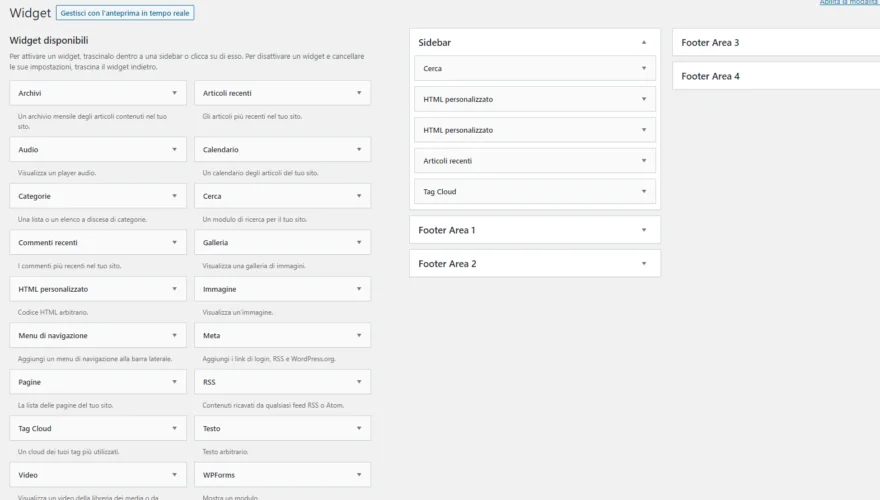 Widget
Gestisci con l'anteprima in tempo reale
Abilita la modalità
Widget disponibili
Per attivare un widget, trascinalo dentro a una sidebar o clicca su di esso. Per disattivare un widget e cancellare
le sue impostazioni, trascina il widget indietro.
Archivi
Articoli recenti
Un archivio mensile degli articoli contenuti nel tuo
sito.
Gli articoli più recenti nel tuo sito.
Audio
Calendario
Visualizza un player audio.
Un calendario degli articoli del tuo sito.
Categorie
Cerca
Una lista o un elenco a discesa di categorie.
Un modulo di ricerca per il tuo sito.
Commenti recenti
Galleria
I commenti più recenti nel tuo sito.
Visualizza una galleria di immagini.
HTML personalizzato
Immagine
Codice HTML arbitrario.
Visualizza un'immagine.
Menu di navigazione
Meta
Aggiungi un menu di navigazione alla barra laterale.
Aggiungi i link di login, RSS e WordPress.org.
Pagine
RSS
La lista delle pagine del tuo sito.
Contenuti ricavati da qualsiasi feed RSS o Atom.
Tag Cloud
Testo
Un cloud dei tuoi tag più utilizzati.
Testo arbitrario.
Video
WPForms
Visualizza un video della libreria dei media o da
Mostra un modulo.
Sidebar
Cerca
HTML personalizzato
HTML personalizzato
Articoli recenti
Tag Cloud
Footer Area 1
Footer Area 2
Footer Area 3
Footer Area 4